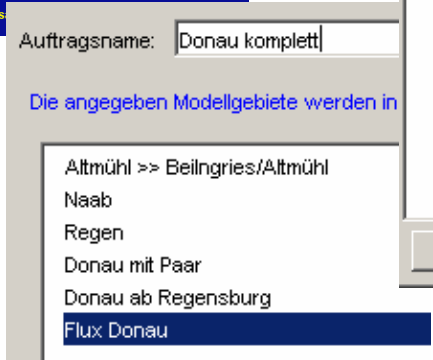 Auftragsname: Donau komplett
Die angegeben Modellgebiete werden in
Altmühl >> Beilngries/Altmühl
Naab
Regen
Donau mit Paar
Donau ab Regensburg
Flux Donau